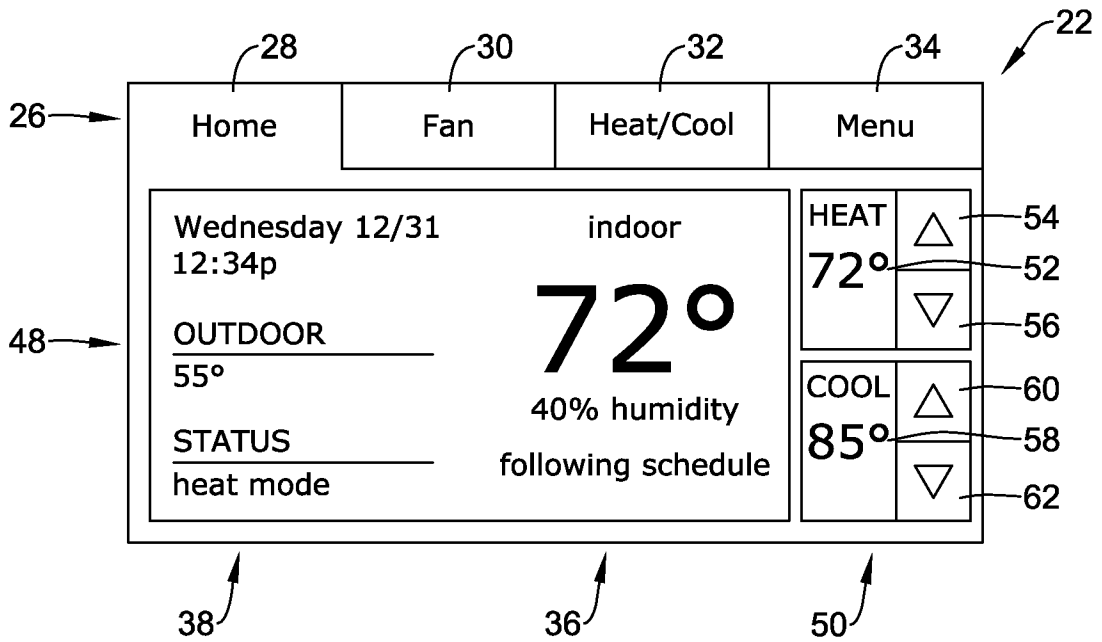 28 30 32 34 22
26 Home Fan Heat/Cool Menu
Wednesday 12/31
12:34p
OUTDOOR
55°
STATUS
heat mode
indoor
72°
40% humidity
following schedule
HEAT
72°
COOL
85°
54
52
56
60
58
62
48
38 36 50